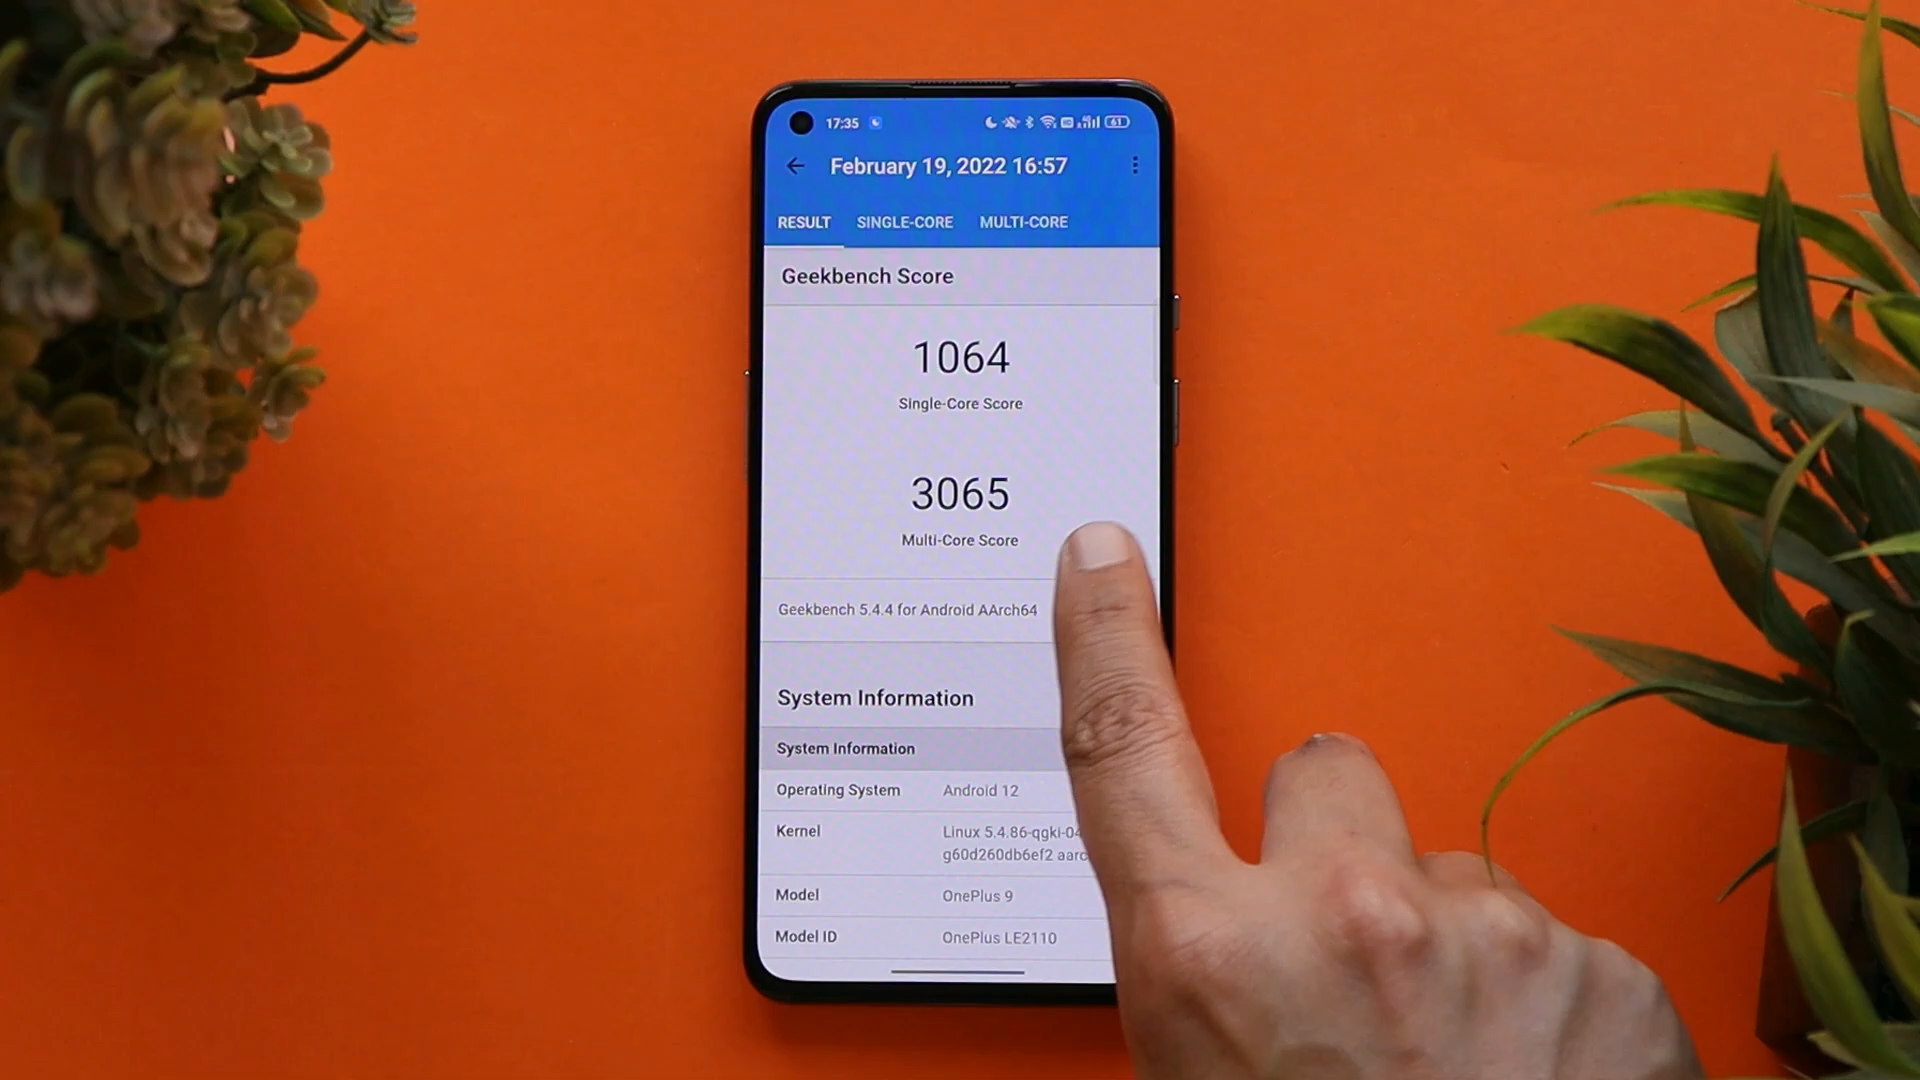 17:35
61
February 19, 2022 16:57
RESULT SINGLE-CORE MULTI-CORE
Geekbench Score
1064
Single-Core Score
3065
Multi-Core Score
Geekbench 5.4.4 for Android AArch64
System Information
System Information
Operating System Android 12
Kernel Linux 5.4.86-qgki-04
g60d260db6ef2 aarc
Model OnePlus 9
Model ID OnePlus LE2110